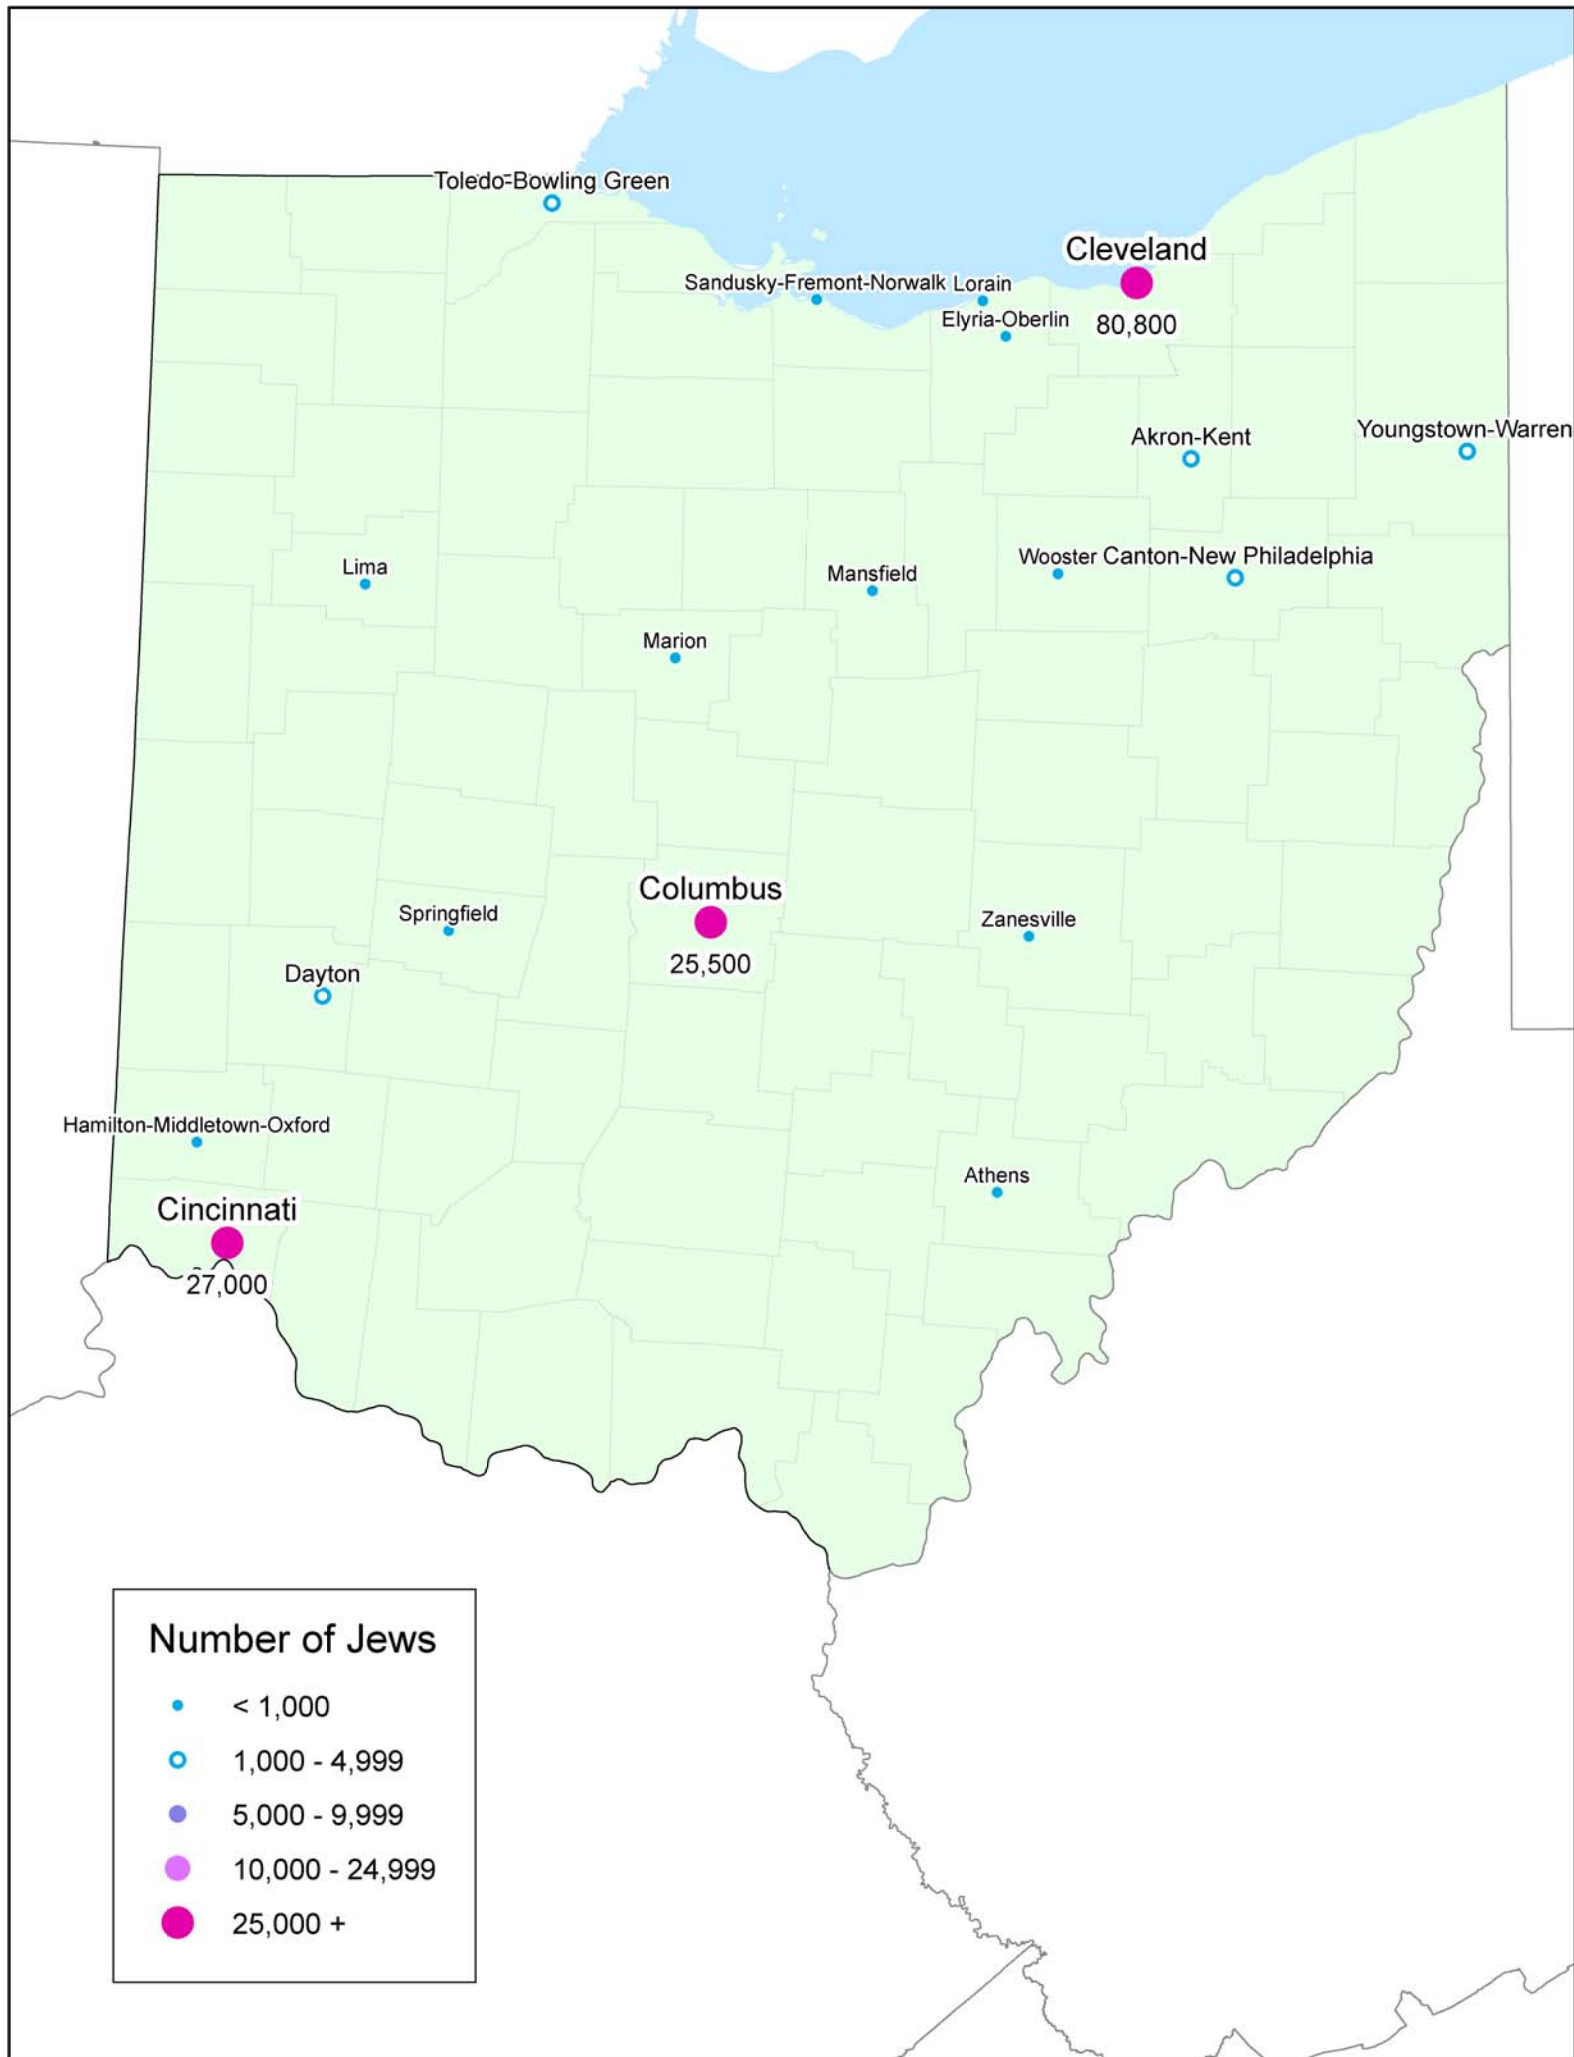 Toledo-Bowling Green
Cleveland
Sandusky-Fremont-Norwalk
Lorain
Elyria-Oberlin
80,800
Akron-Kent
Youngstown-Warren
Lima
Mansfield
Wooster
Canton-New Philadelphia
Marion
Columbus
25,500
Springfield
Zanesville
Dayton
Hamilton-Middletown-Oxford
Athens
Cincinnati
27,000
Number of Jews
< 1,000
1,000 - 4,999
5,000 - 9,999
10,000 - 24,999
25,000 +